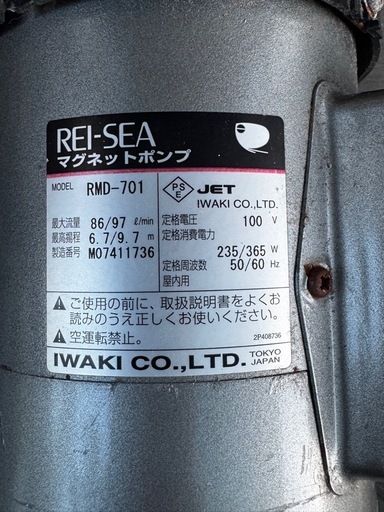 REI-SEA
マグネットポンプ
MODEL RMD-701
最大流量 86/97 ℓ/min
最高揚程 6.7/9.7 m
製造番号 M07411736
PS E JET
IWAKI CO.,LTD.
定格電圧 100 V
定格消費電力
235/365 W
定格周波数 50/60 Hz
屋内用
ご使用の前に、取扱説明書をよくお
読みのうえ正しくお使いください。
空運転禁止。
2P408736
IWAKI CO.,LTD. TOKYO JAPAN